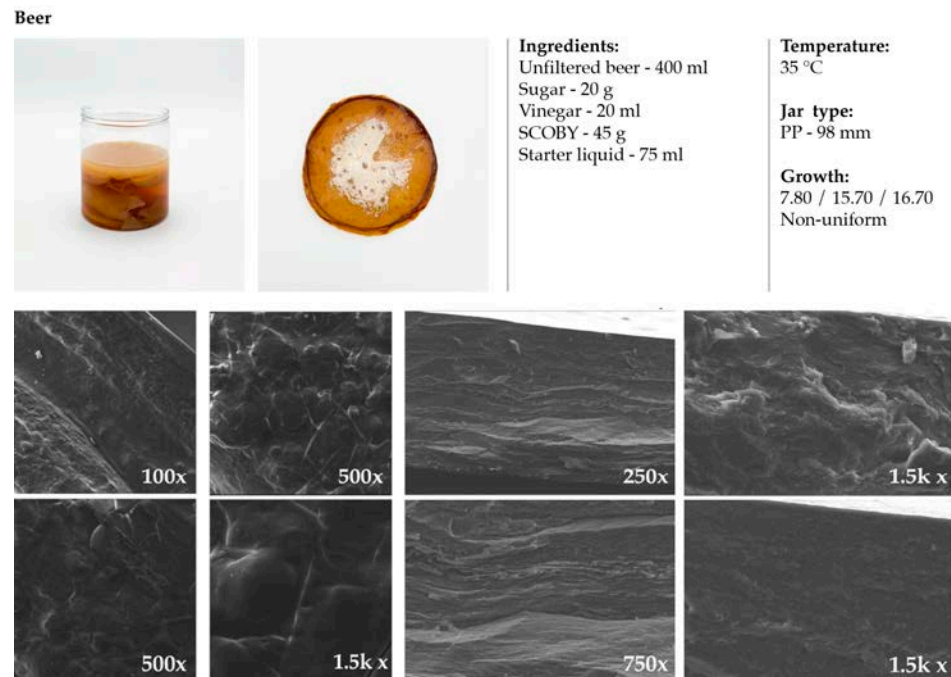 Beer
Ingredients:
Unfiltered beer - 400 ml
Sugar - 20 g
Vinegar - 20 ml
SCOBY - 45 g
Starter liquid - 75 ml
Temperature:
35 °C
Jar type:
PP - 98 mm
Growth:
7.80 / 15.70 / 16.70
Non-uniform
100x
500x
250x
1.5k x
500x
1.5k x
750x
1.5k x